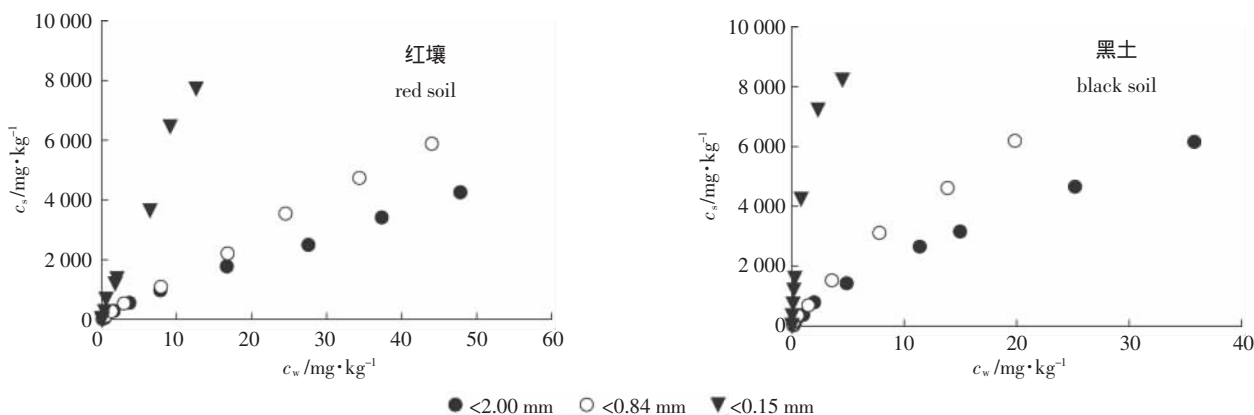 10 000
8 000
6 000
4 000
2 000
0
c_s/mg·kg⁻¹
红壤
red soil
0 10 20 30 40 50 60
c_w/mg·kg⁻¹
10 000
8 000
6 000
4 000
2 000
0
c_s/mg·kg⁻¹
黑土
black soil
0 10 20 30 40
c_w/mg·kg⁻¹
<2.00 mm <0.84 mm <0.15 mm